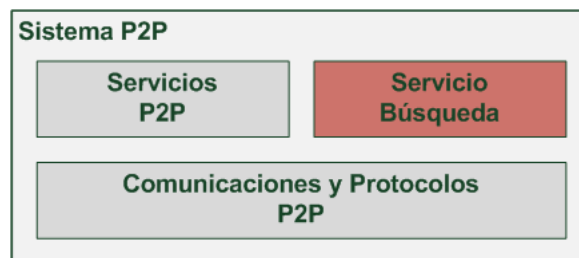 Sistema P2P
Servicios
P2P
Servicio
Búsqueda
Comunicaciones y Protocolos
P2P